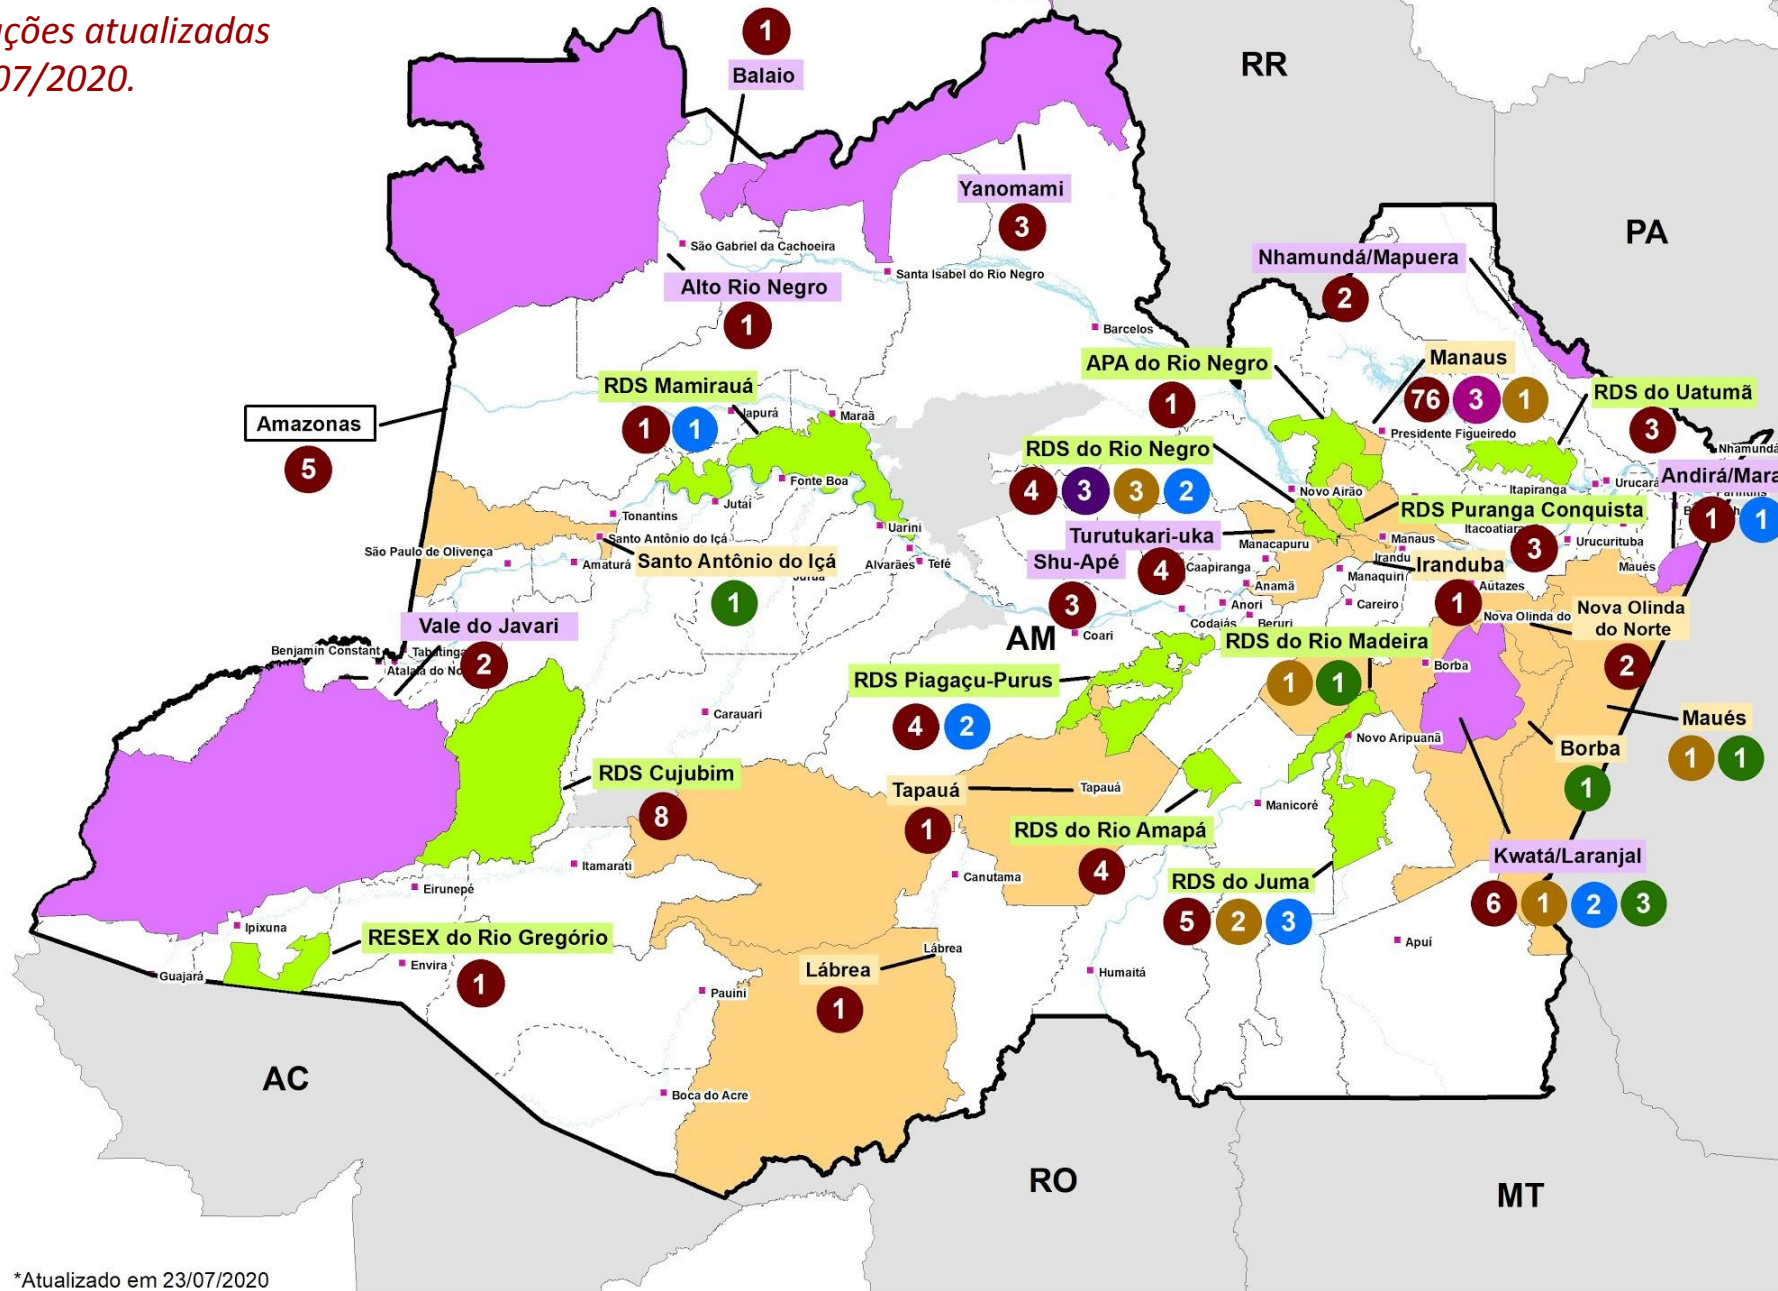 ções atualizadas
07/2020.
1
Balaio
RR
Yanomami
3
PA
São Gabriel da Cachoeira
Santa Isabel do Rio Negro
Alto Rio Negro
1
Nhamundá/Mapuera
2
Barcelos
APA do Rio Negro
1
Manaus
76 3 1
Presidente Figueiredo
RDS do Uatumã
3
Nhamundá
RDS Mamirauá
1 1
Japurá
Maraã
Amazonas
5
RDS do Rio Negro
4 3 3 2
Novo Airão
Itapiranga
Urucará
Andirá/Mara
1 1
Fonte Boa
Jutaí
Tonantins
Uarini
Santo Antônio do Içá
São Paulo de Olivença
Amaturá
Santo Antônio do Içá
1
Alvarães
Tefé
RDS Puranga Conquista
3
Itacoatiara
Urucurituba
Maués
Turutukari-uka
4
Manacapuru
Manaus
Irandu
Shu-Apé
3
Caapiranga
Manaquiri
Iranduba
1
Autazes
Anamã
Anori
Codajás
Beruri
Careiro
Coari
AM
Nova Olinda do
Nova Olinda
do Norte
2
Vale do Javari
2
Benjamin Constant
Tabatinga
Atalaia do No
RDS do Rio Madeira
1 1
Borba
RDS Piagaçu-Purus
4 2
Carauari
Novo Aripuanã
Maués
1 1
Borba
1
RDS Cujubim
8
Tapauá
1
Tapauá
Manicoré
RDS do Rio Amapá
4
Kwatá/Laranjal
6 1 2 3
RDS do Juma
5 2 3
Itamarati
Eirunepé
Canutama
Ipixuna
RESEX do Rio Gregório
1
Envira
Guajará
Lábrea
Lábrea
1
Apuí
Humaitá
Pauini
AC
Boca do Acre
RO
MT
*Atualizado em 23/07/2020